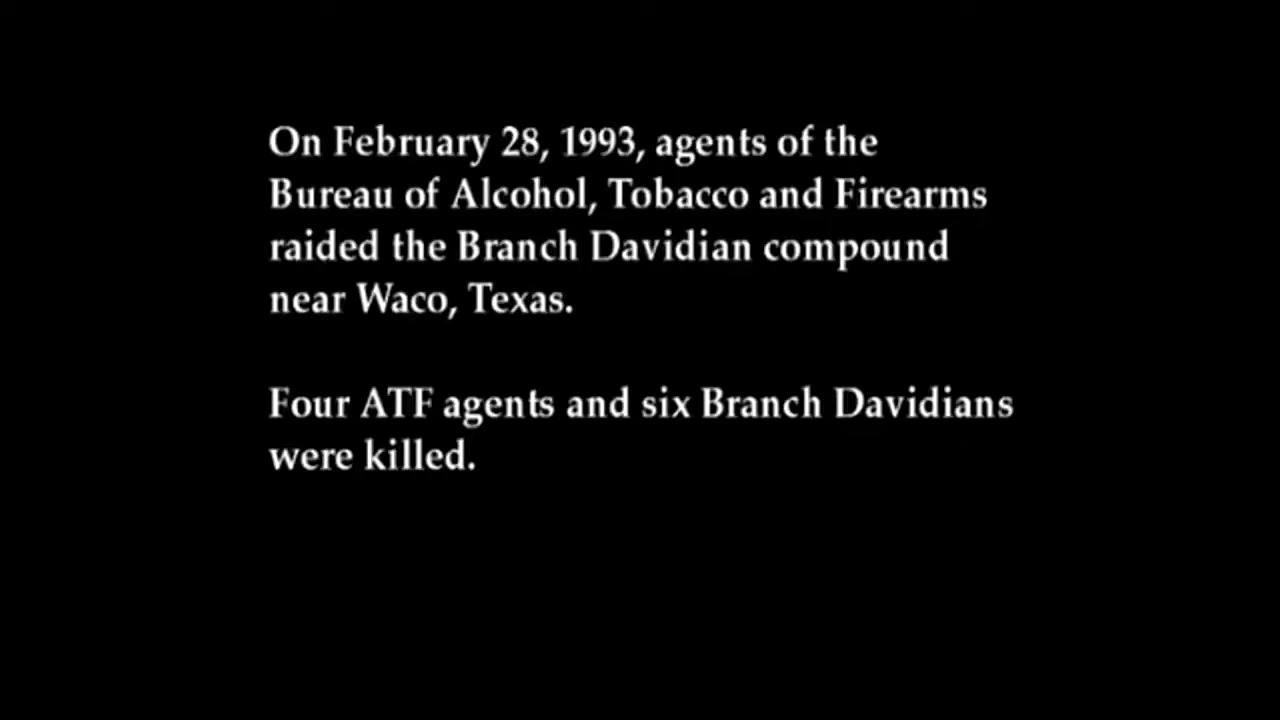 On February 28, 1993, agents of the
Bureau of Alcohol, Tobacco and Firearms
raided the Branch Davidian compound
near Waco, Texas.
Four ATF agents and six Branch Davidians
were killed.